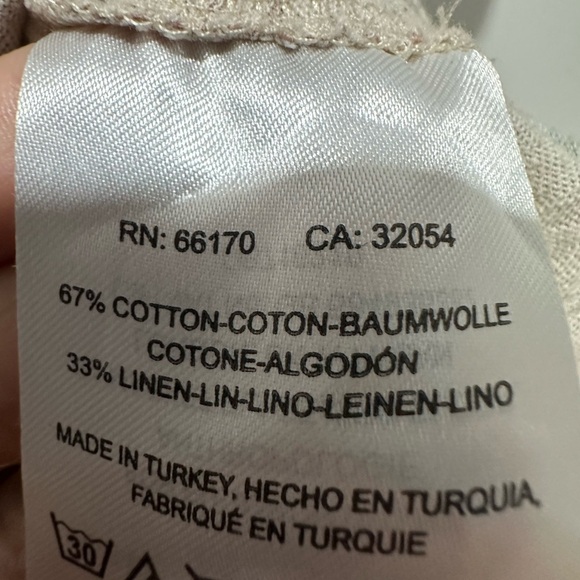 RN: 66170 CA: 32054
67% COTTON-COTON-BAUMWOLLE
COTONE-ALGODÓN
33% LINEN-LIN-LINO-LEINEN-LINO
MADE IN TURKEY, HECHO EN TURQUIA,
FABRIQUÉ EN TURQUIE
30